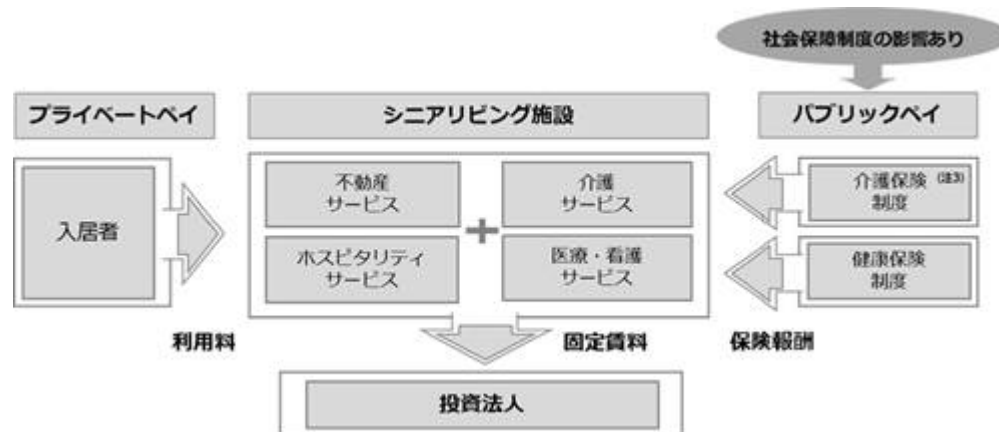 社会保障制度の影響あり
プライベートペイ
シニアリビング施設
パブリックペイ
入居者
不動産
サービス
介護
サービス
ホスピタリティ
サービス
医療・看護
サービス
介護保険 (注3)
制度
健康保険
制度
利用料
固定賃料
保険報酬
投資法人